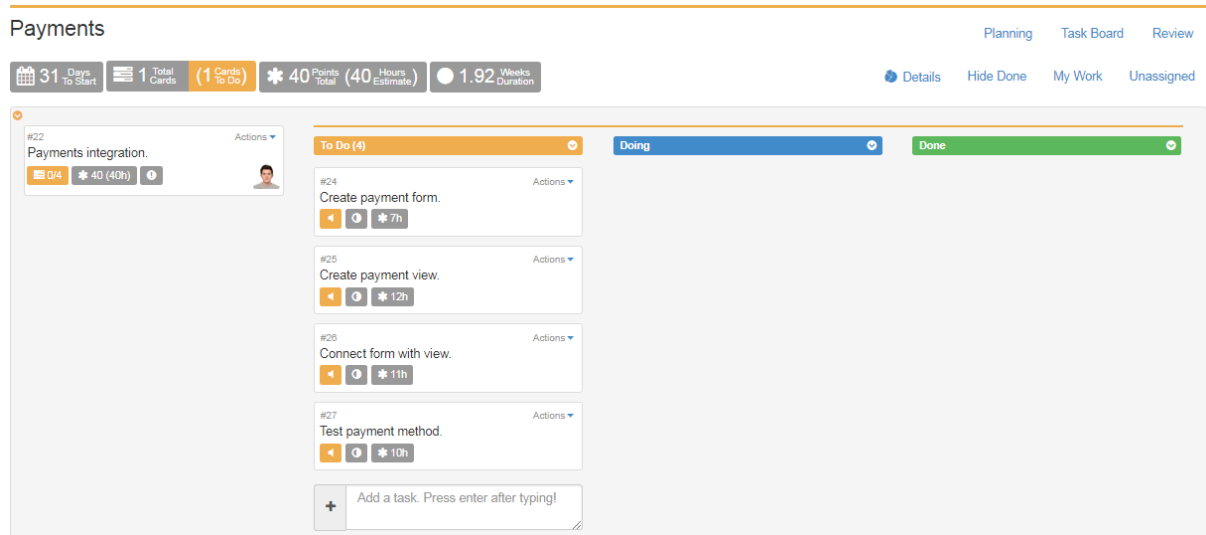 Payments
Planning Task Board Review
31 Days To Start 1 Total Cards (1 Cards To Do) 40 Points Total (40 Hours Estimate) 1.92 Weeks Duration
Details Hide Done My Work Unassigned
#22 Actions
Payments integration.
0/4 40 (40h)
To Do (4)
#24 Actions
Create payment form.
7h
#25 Actions
Create payment view.
12h
#26 Actions
Connect form with view.
11h
#27 Actions
Test payment method.
10h
+ Add a task. Press enter after typing!
Doing
Done